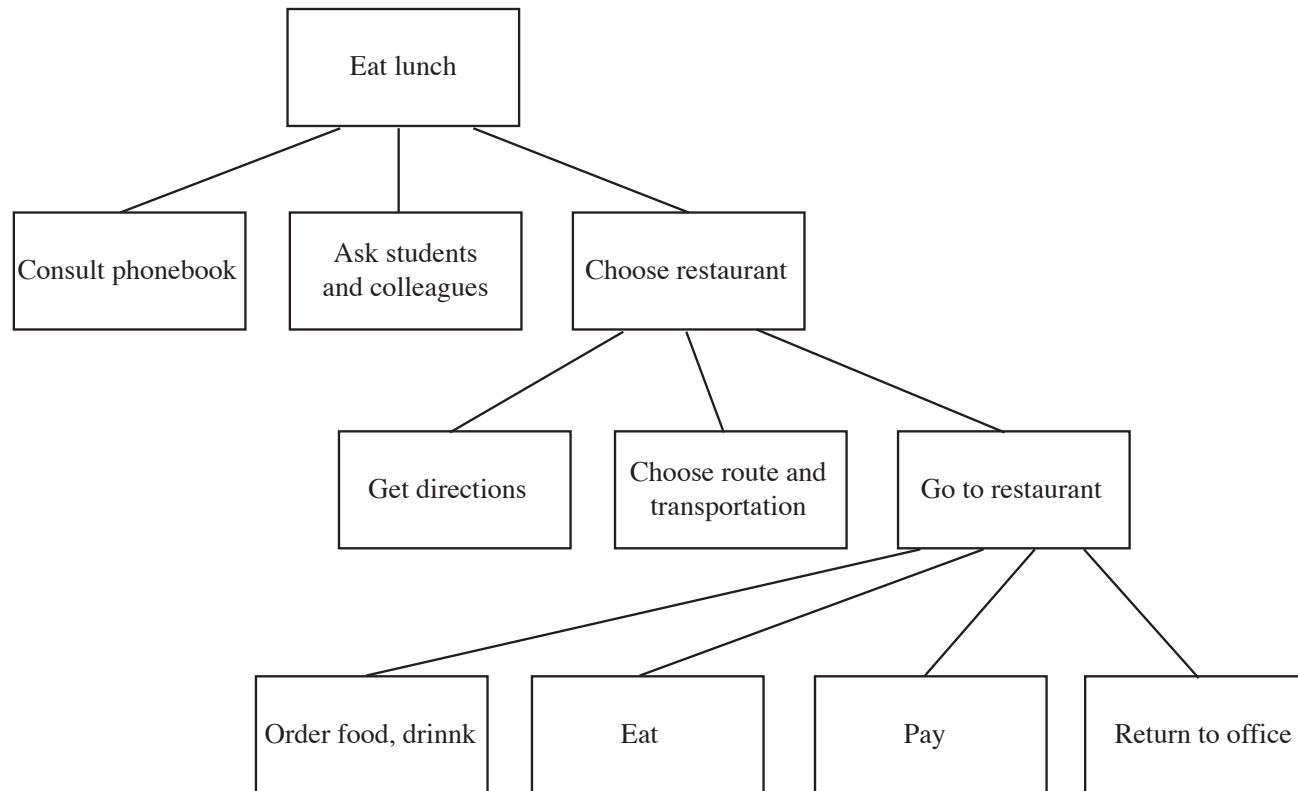 Eat lunch
Consult phonebook
Ask students
and colleagues
Choose restaurant
Get directions
Choose route and
transportation
Go to restaurant
Order food, drinnk
Eat
Pay
Return to office